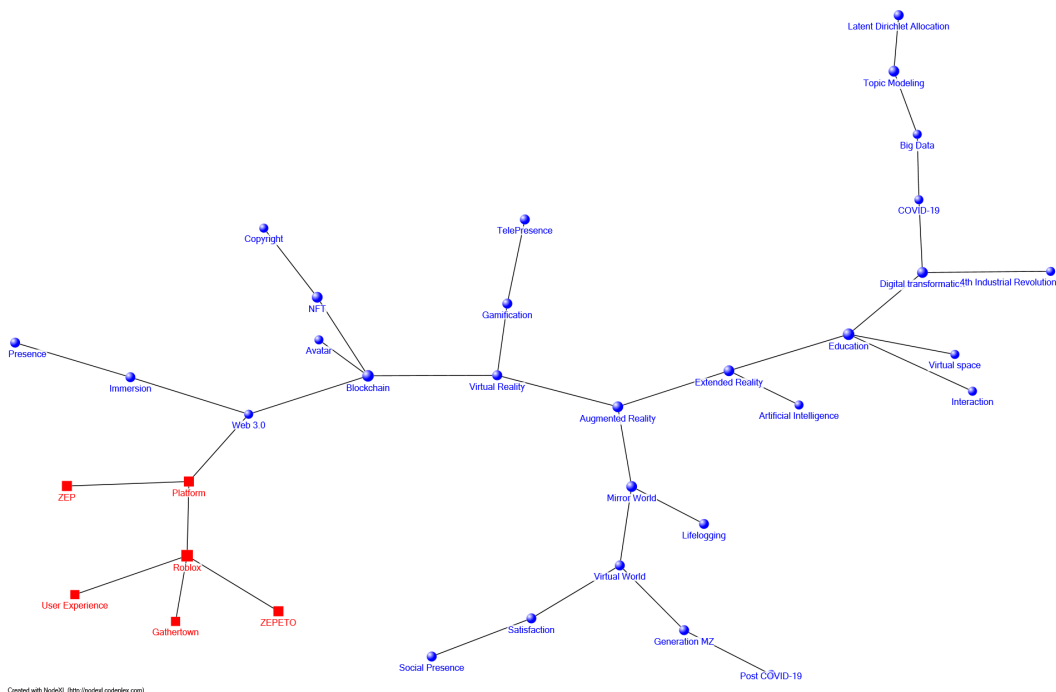 Latent Dirichlet Allocation
Topic Modeling
Big Data
COVID-19
TelePresence
Copyright
Digital transformatic
4th Industrial Revolution
NFT
Gamification
Avatar
Education
Presence
Virtual space
Immersion
Blockchain
Virtual Reality
Extended Reality
Interaction
Artificial Intelligence
Augmented Reality
Web 3.0
Platform
ZEP
Mirror World
Lifelogging
Roblox
Virtual World
User Experience
Gathertown
ZEPETO
Satisfaction
Generation MZ
Social Presence
Post COVID-19
Created with NodeXL (http://nodexl.codeplex.com)